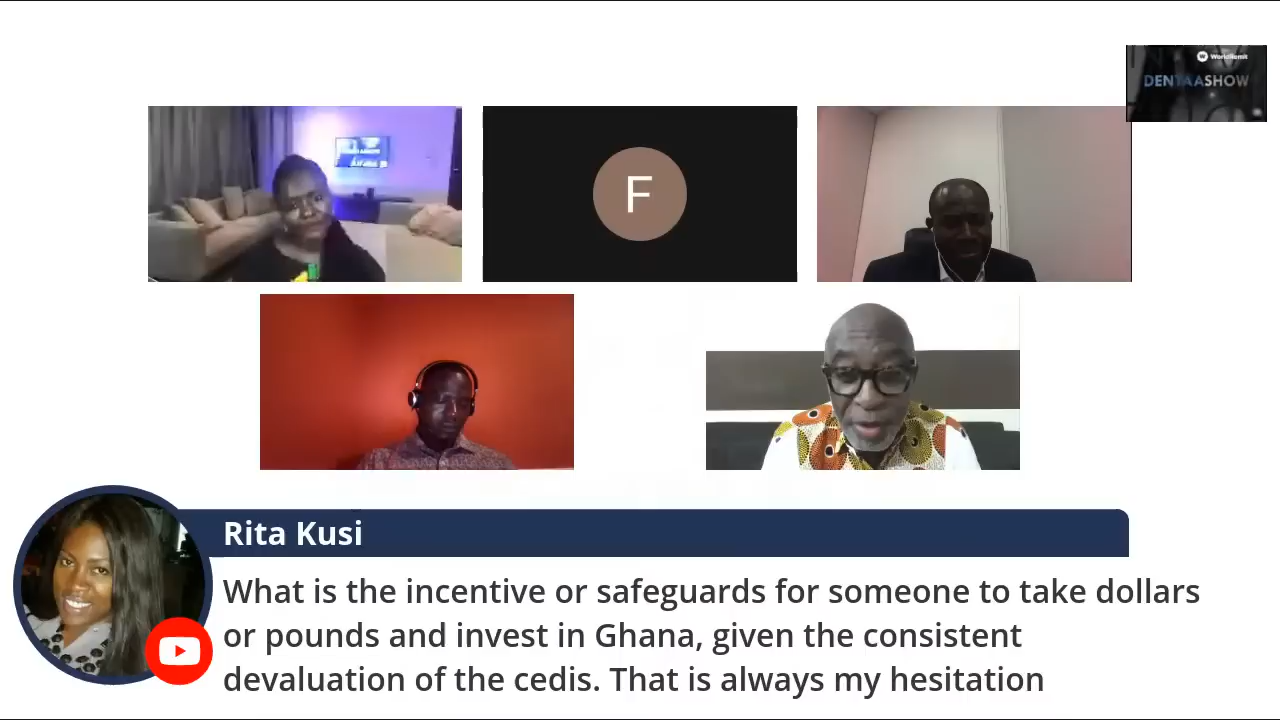 WorldRemit
DENTAASHOW
F
Rita Kusi
What is the incentive or safeguards for someone to take dollars
or pounds and invest in Ghana, given the consistent
devaluation of the cedis. That is always my hesitation